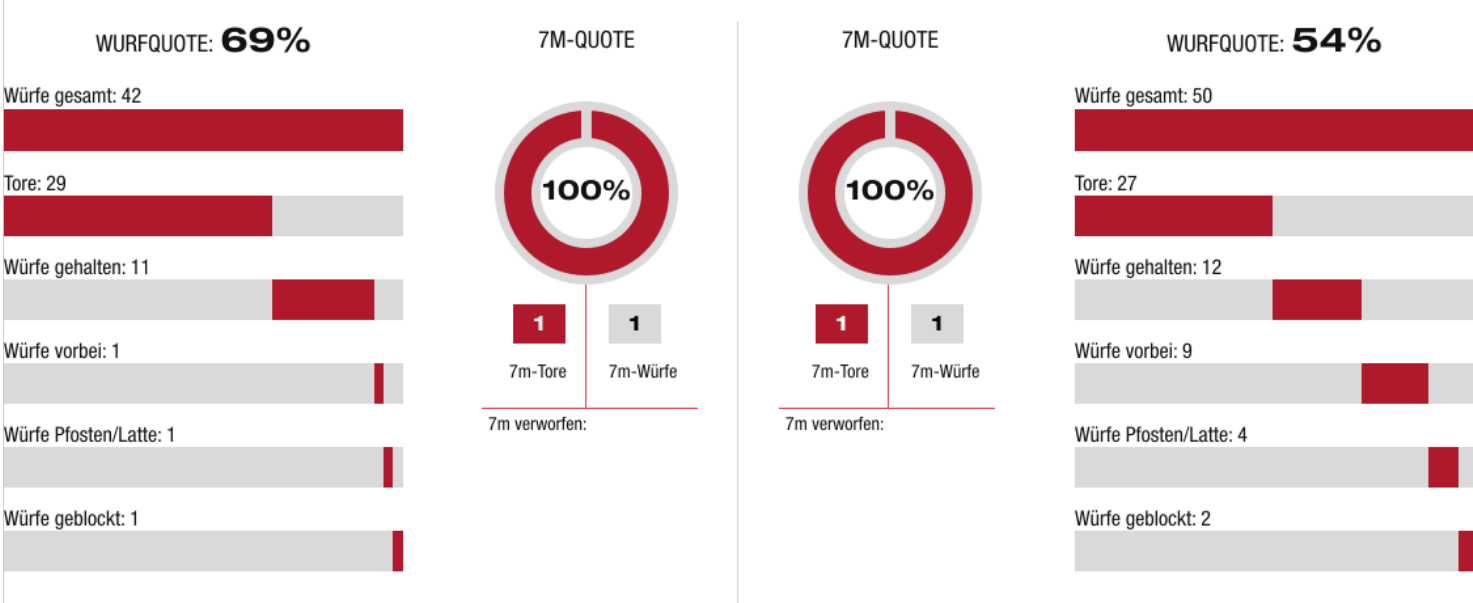 WURFQUOTE: 69%
Würfe gesamt: 42
Tore: 29
Würfe gehalten: 11
Würfe vorbei: 1
Würfe Pfosten/Latte: 1
Würfe geblockt: 1
7M-QUOTE
100%
1 1
7m-Tore 7m-Würfe
7m verworfen:
7M-QUOTE
100%
1 1
7m-Tore 7m-Würfe
7m verworfen:
WURFQUOTE: 54%
Würfe gesamt: 50
Tore: 27
Würfe gehalten: 12
Würfe vorbei: 9
Würfe Pfosten/Latte: 4
Würfe geblockt: 2